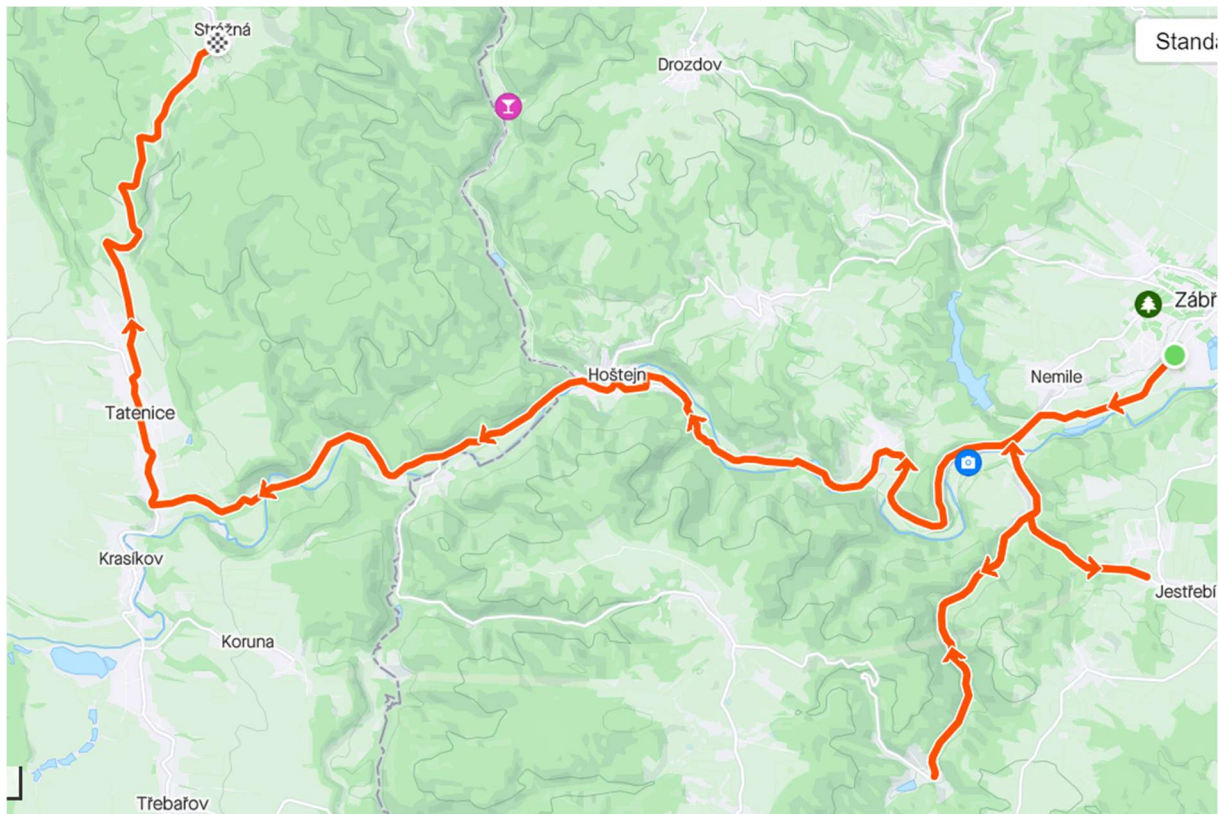 Strážná
Standa
Drozdov
Zábř
Hoštejn
Nemile
Tatenice
Krasíkov
Jestřebí
Koruna
Třebařov